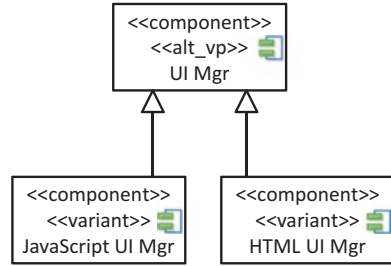 <<component>>
<<alt_vp>>
UI Mgr
<<component>>
<<variant>>
JavaScript UI Mgr
<<component>>
<<variant>>
HTML UI Mgr